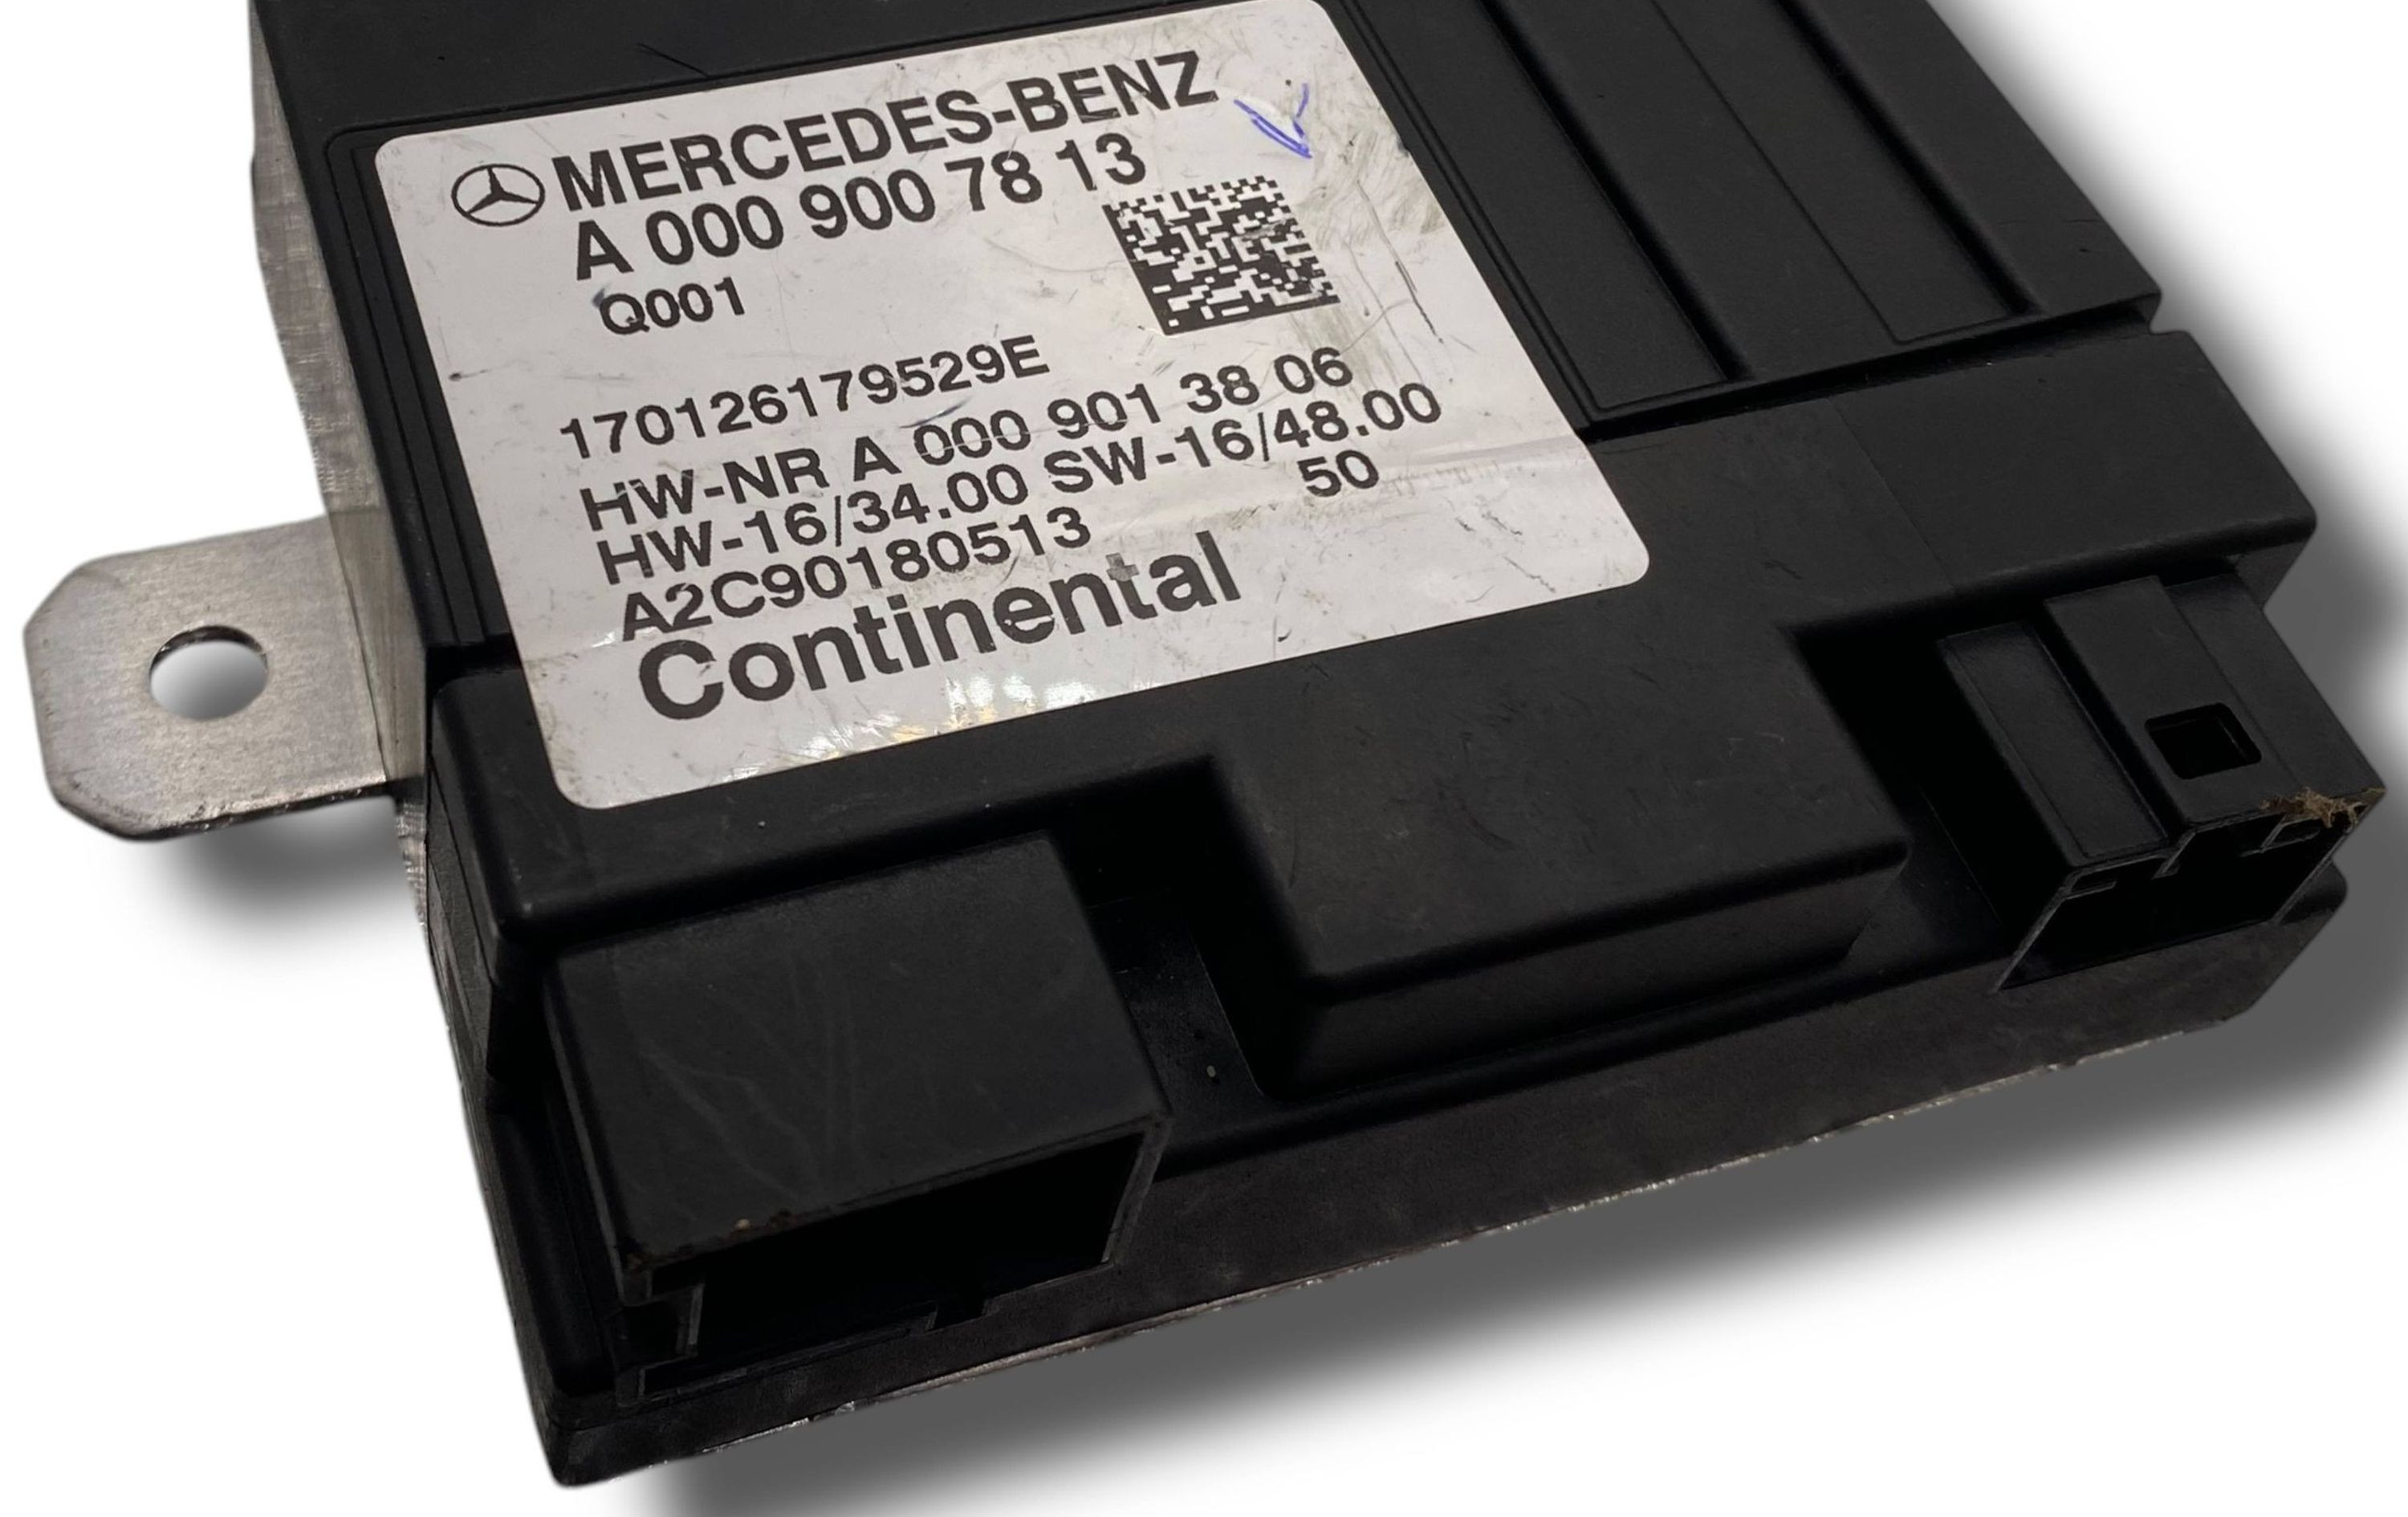 MERCEDES-BENZ
A 000 900 78 13
Q001
170126179529E
HW-NR A 000 901 38 06
HW-16/34.00 SW-16/48.00
A2C90180513 50
Continental